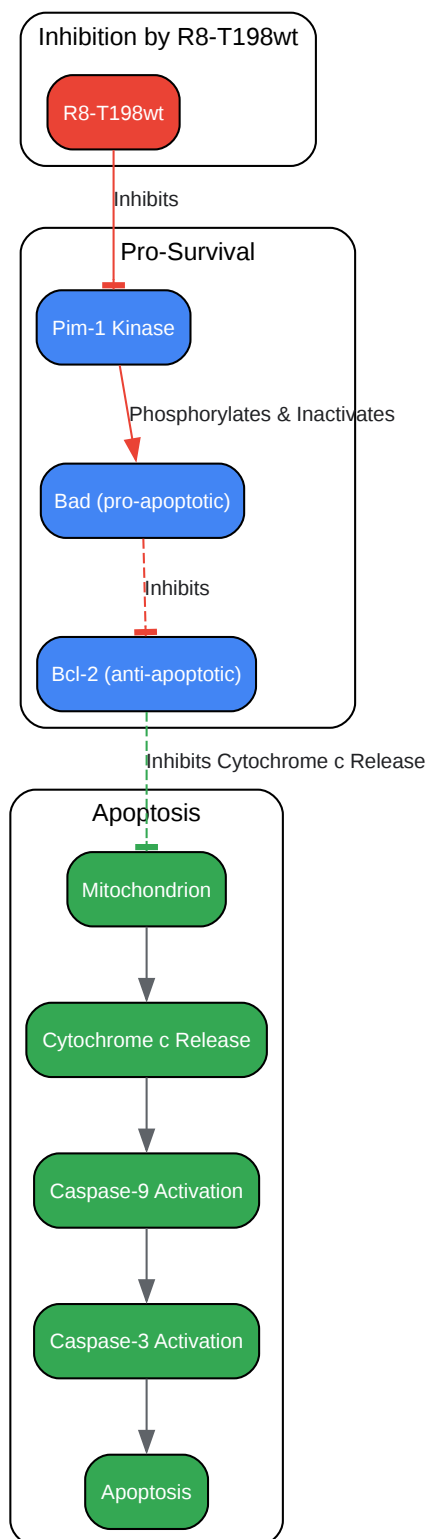 Inhibition by R8-T198wt
R8-T198wt
Inhibits
Pro-Survival
Pim-1 Kinase
Phosphorylates & Inactivates
Bad (pro-apoptotic)
Inhibits
Bcl-2 (anti-apoptotic)
Inhibits Cytochrome c Release
Apoptosis
Mitochondrion
Cytochrome c Release
Caspase-9 Activation
Caspase-3 Activation
Apoptosis